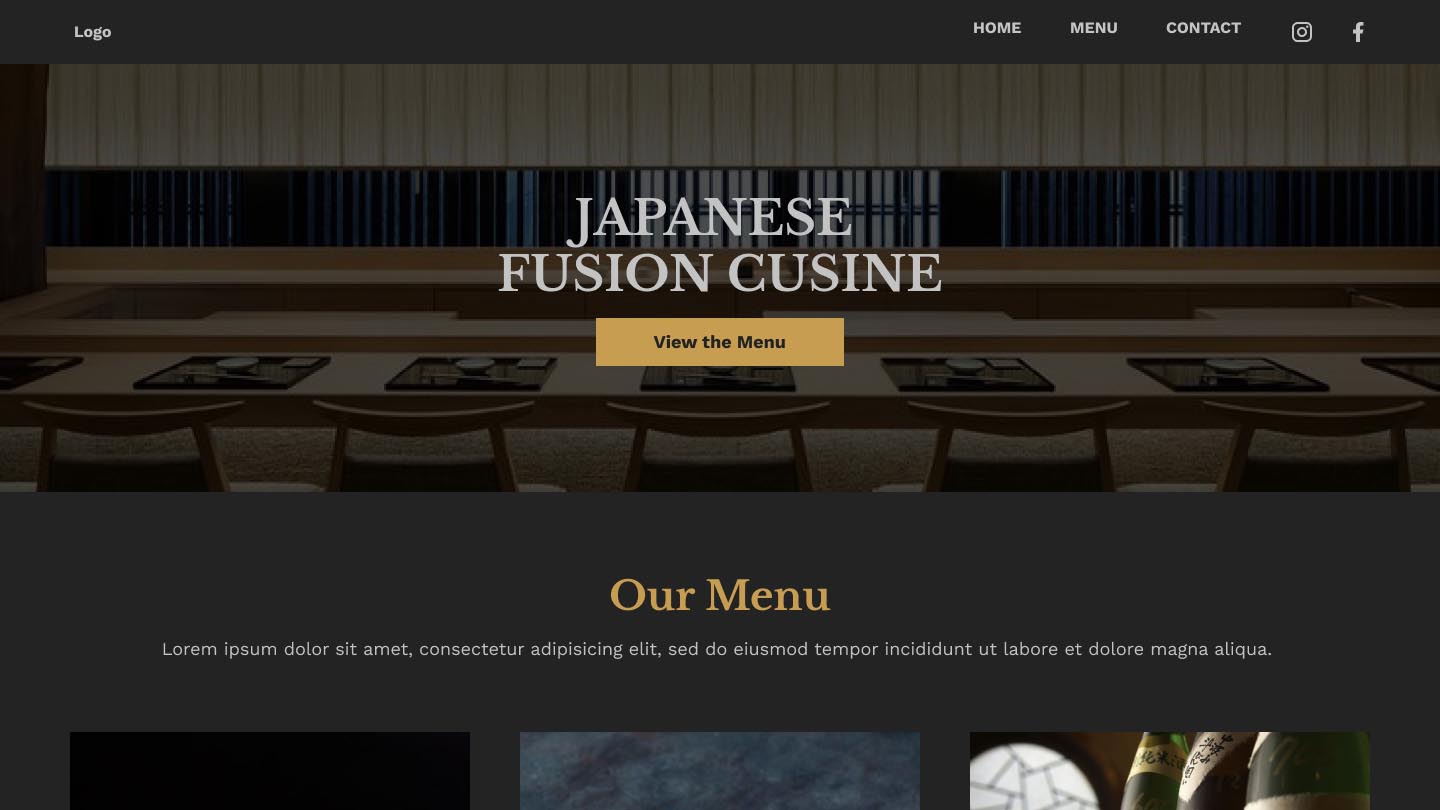 Logo
HOME MENU CONTACT
JAPANESE
FUSION CUSINE
View the Menu
Our Menu
Lorem ipsum dolor sit amet, consectetur adipisicing elit, sed do eiusmod tempor incididunt ut labore et dolore magna aliqua.
純米酒